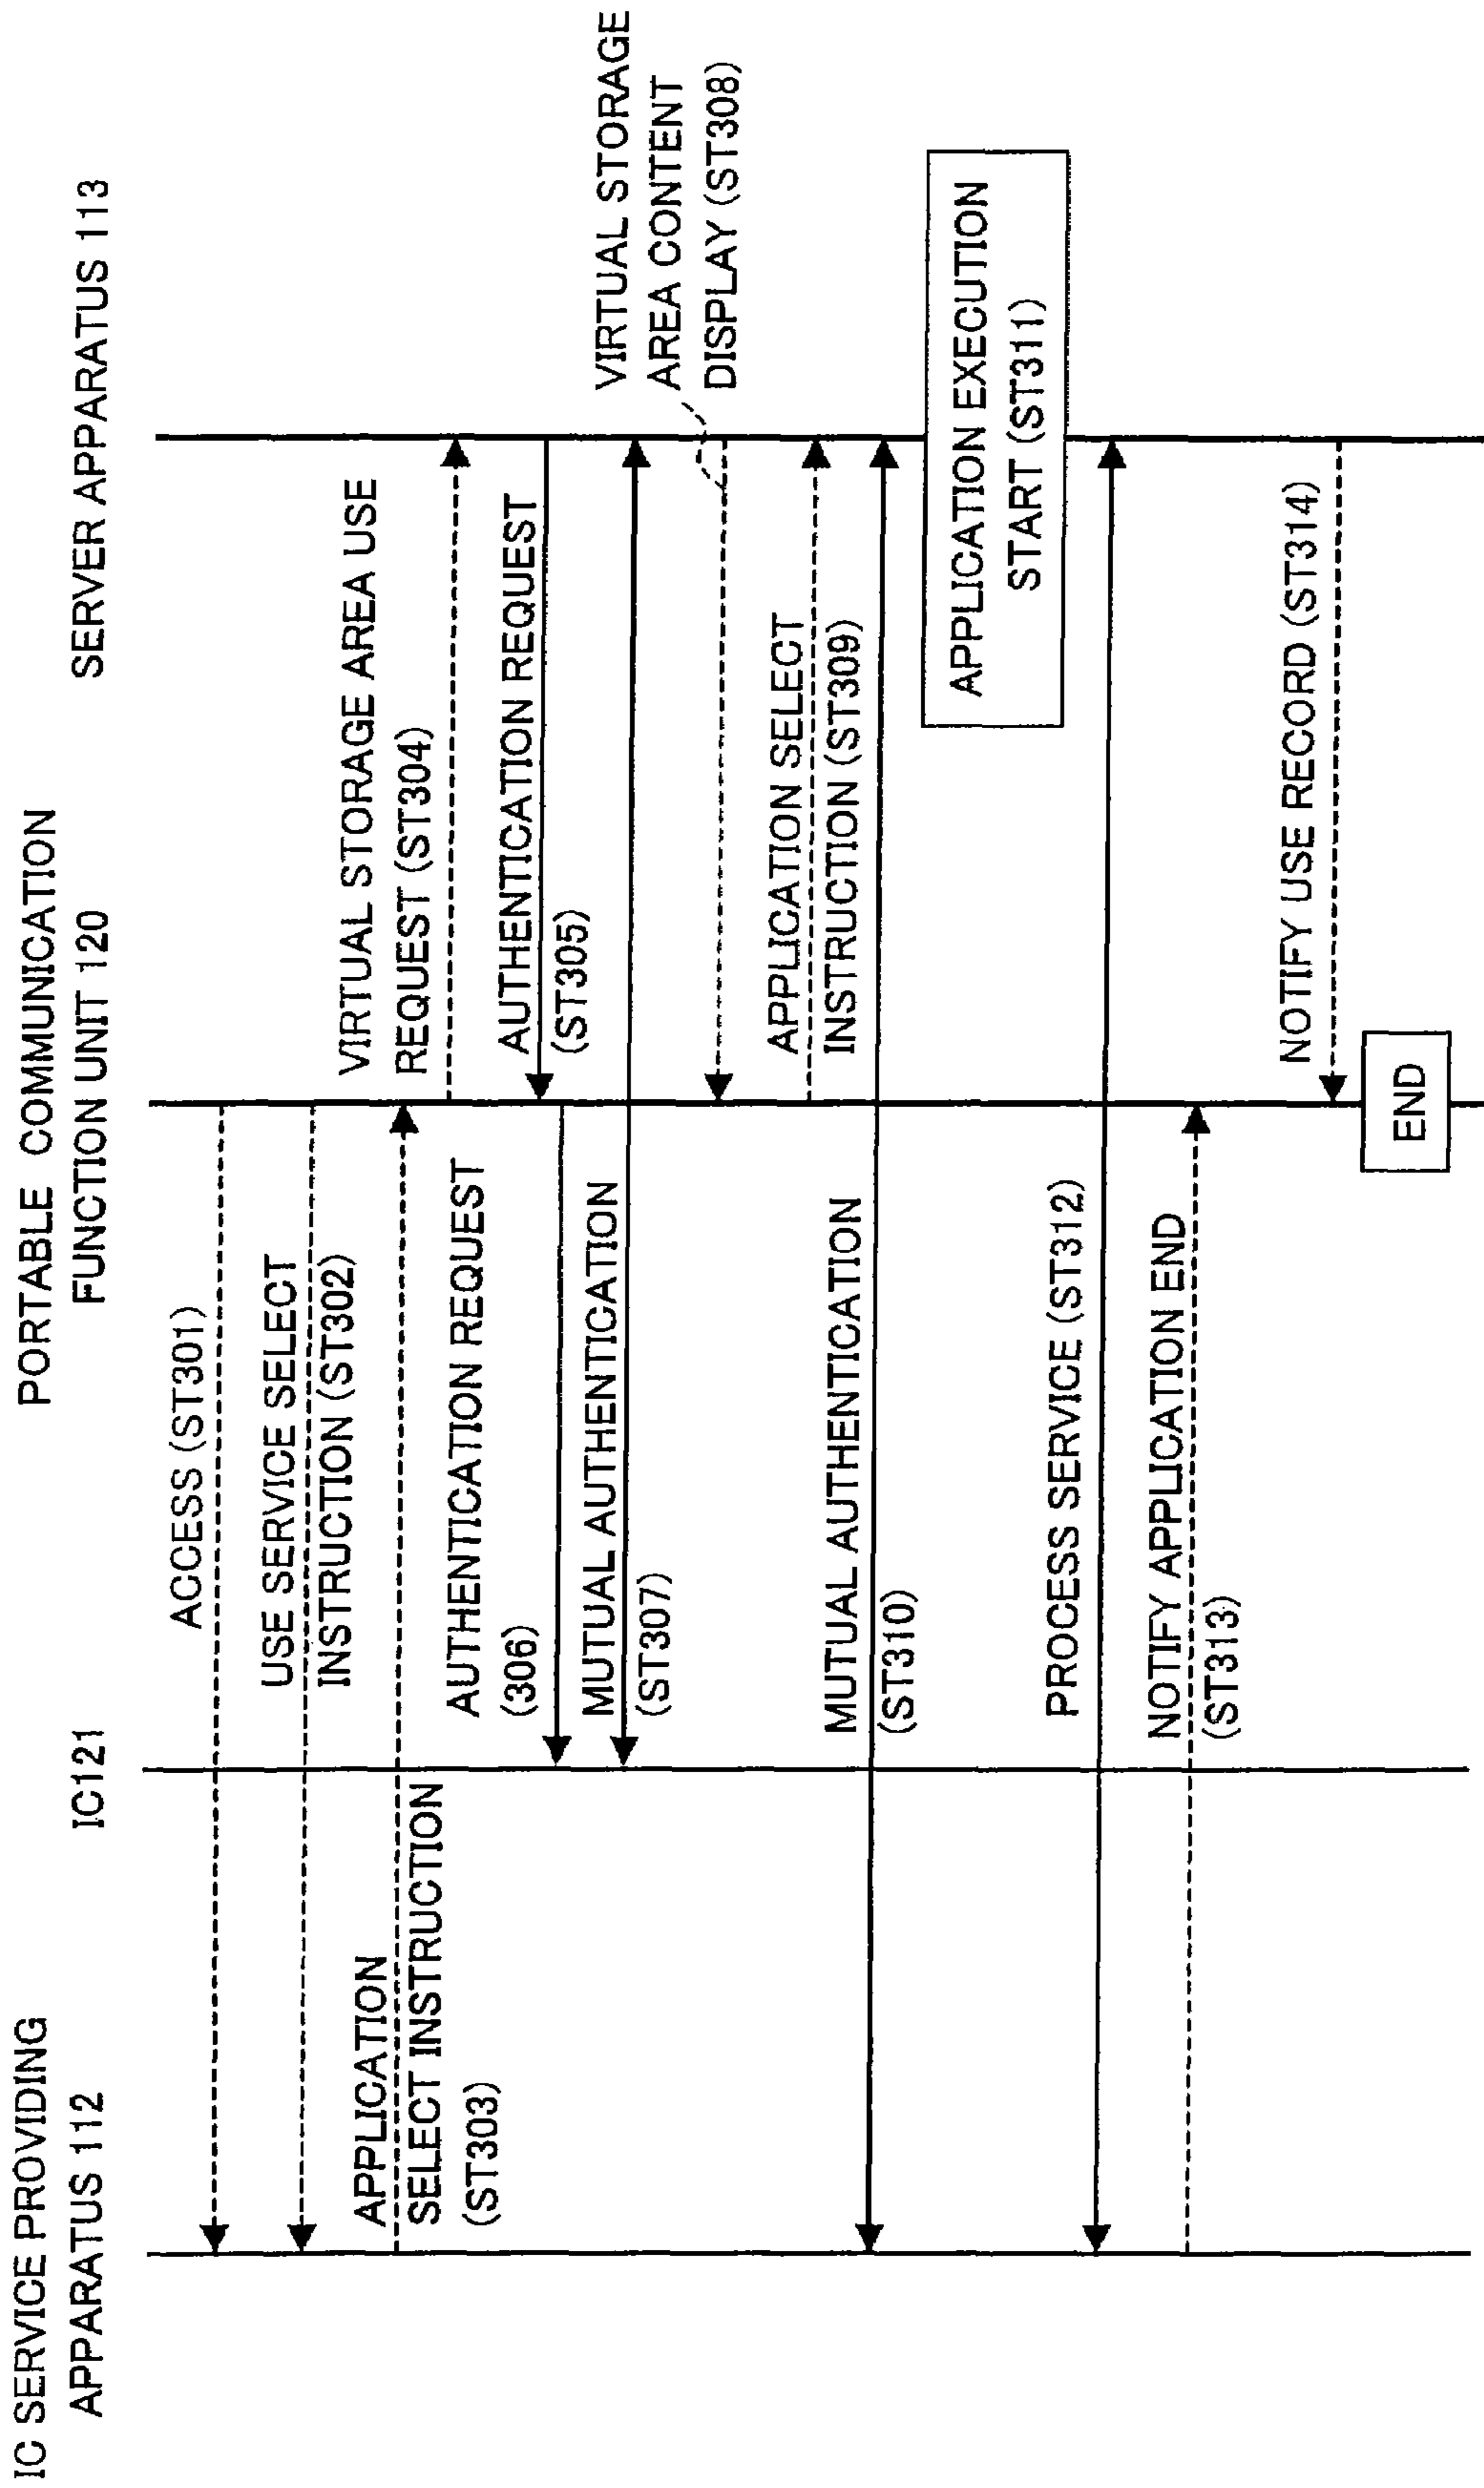 IC SERVICE PROVIDING
APPARATUS 112
IC121
PORTABLE COMMUNICATION
FUNCTION UNIT 120
SERVER APPARATUS 113
ACCESS (ST301)
USE SERVICE SELECT
INSTRUCTION (ST302)
APPLICATION
SELECT INSTRUCTION
(ST303)
VIRTUAL STORAGE AREA USE
REQUEST (ST304)
AUTHENTICATION REQUEST
(ST305)
AUTHENTICATION REQUEST
(306)
MUTUAL AUTHENTICATION
(ST307)
VIRTUAL STORAGE
AREA CONTENT
DISPLAY (ST308)
APPLICATION SELECT
INSTRUCTION (ST309)
MUTUAL AUTHENTICATION
(ST310)
APPLICATION EXECUTION
START (ST311)
PROCESS SERVICE (ST312)
NOTIFY APPLICATION END
(ST313)
NOTIFY USE RECORD (ST314)
END